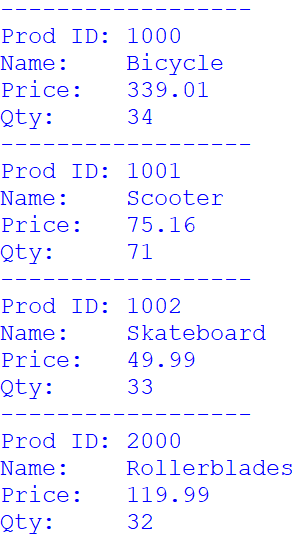 ------------------
Prod ID: 1000
Name:    Bicycle
Price:   339.01
Qty:     34
------------------
Prod ID: 1001
Name:    Scooter
Price:   75.16
Qty:     71
------------------
Prod ID: 1002
Name:    Skateboard
Price:   49.99
Qty:     33
------------------
Prod ID: 2000
Name:    Rollerblades
Price:   119.99
Qty:     32